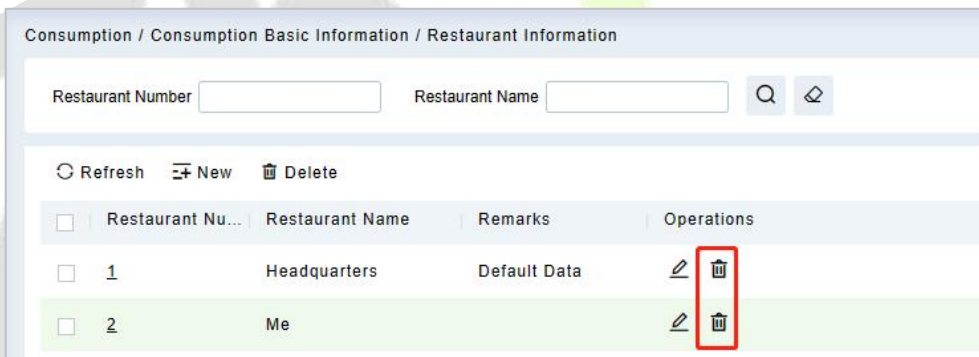 Consumption / Consumption Basic Information / Restaurant Information
Restaurant Number Restaurant Name
Refresh New Delete
Restaurant Nu... Restaurant Name Remarks Operations
1 Headquarters Default Data
2 Me